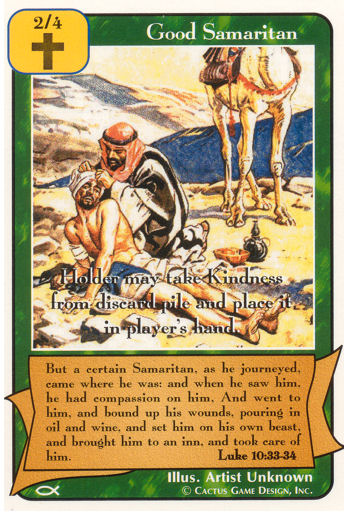 2/4
Good Samaritan
Holder may take Kindness
from discard pile and place it
in player's hand.
But a certain Samaritan, as he journeyed,
came where he was: and when he saw him,
he had compassion on him, And went to
him, and bound up his wounds, pouring in
oil and wine, and set him on his own beast,
and brought him to an inn, and took care of
him. Luke 10:33-34
Illus. Artist Unknown
© Cactus Game Design, Inc.